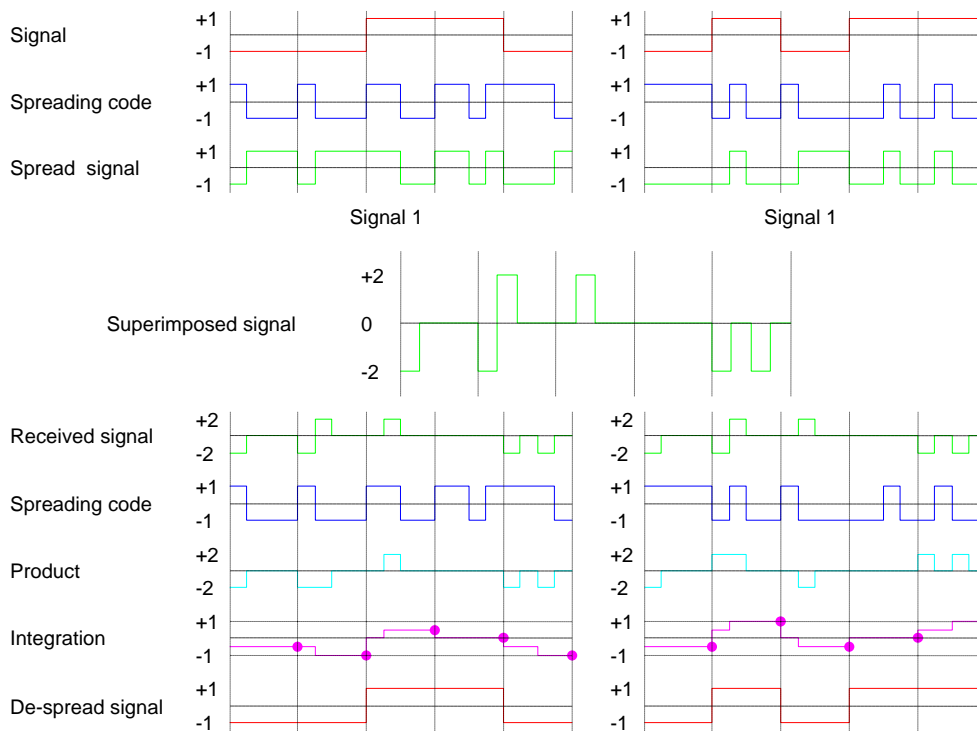 Signal +1 -1 +1 -1
Spreading code +1 -1 +1 -1
Spread signal +1 -1 +1 -1
Signal 1 Signal 1
+2
Superimposed signal 0
-2
Received signal +2 -2 +2 -2
Spreading code +1 -1 +1 -1
Product +2 -2 +2 -2
Integration +1 -1 +1 -1
De-spread signal +1 -1 +1 -1